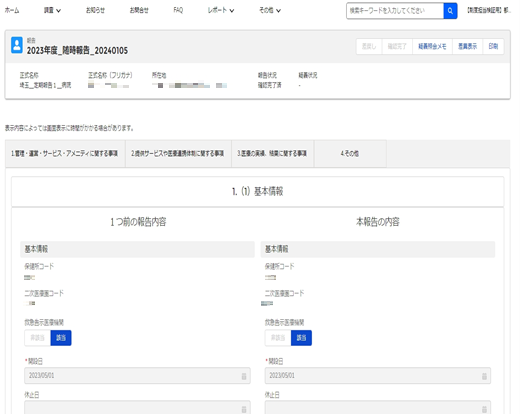 ホーム 調査 お知らせ お問合せ FAQ レポート その他 検索キーワードを入力してください
報告
2023年度_随時報告_20240105
差戻し 確認完了 疑義照会メモ 差異表示 印刷
正式名称 正式名称（フリガナ） 所在地 報告状況 疑義状況
埼玉__定期報告１__病院 確認完了済 -
表示内容によっては画面表示に時間がかかる場合があります。
1.管理・運営・サービス・アメニティに関する事項 2.提供サービスや医療連携体制に関する事項 3.医療の実績、結果に関する事項 4.その他
1.（1）基本情報
１つ前の報告内容 本報告の内容
基本情報 基本情報
保健所コード 保健所コード
二次医療圏コード 二次医療圏コード
救急告示医療機関 救急告示医療機関
非該当 該当 非該当 該当
*開設日 *開設日
2023/05/01 2023/05/01
休止日 休止日